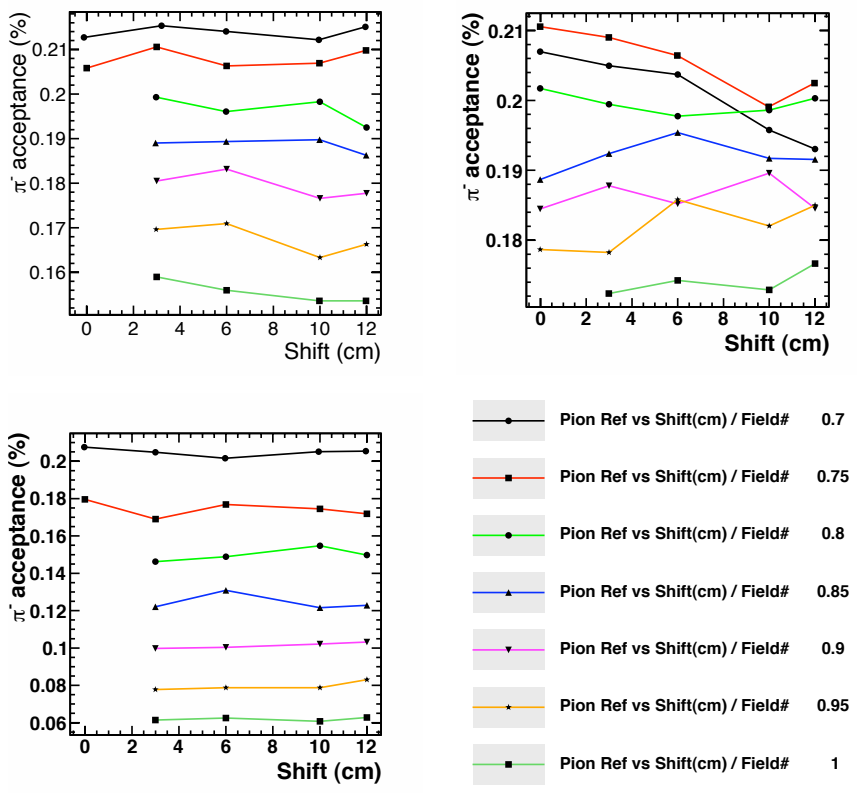 π⁻ acceptance (%)
0.21
0.2
0.19
0.18
0.17
0.16
0 2 4 6 8 10 12
Shift (cm)
π⁻ acceptance (%)
0.21
0.2
0.19
0.18
0 2 4 6 8 10 12
Shift (cm)
π⁻ acceptance (%)
0.2
0.18
0.16
0.14
0.12
0.1
0.08
0.06
0 2 4 6 8 10 12
Shift (cm)
Pion Ref vs Shift(cm) / Field# 0.7
Pion Ref vs Shift(cm) / Field# 0.75
Pion Ref vs Shift(cm) / Field# 0.8
Pion Ref vs Shift(cm) / Field# 0.85
Pion Ref vs Shift(cm) / Field# 0.9
Pion Ref vs Shift(cm) / Field# 0.95
Pion Ref vs Shift(cm) / Field# 1